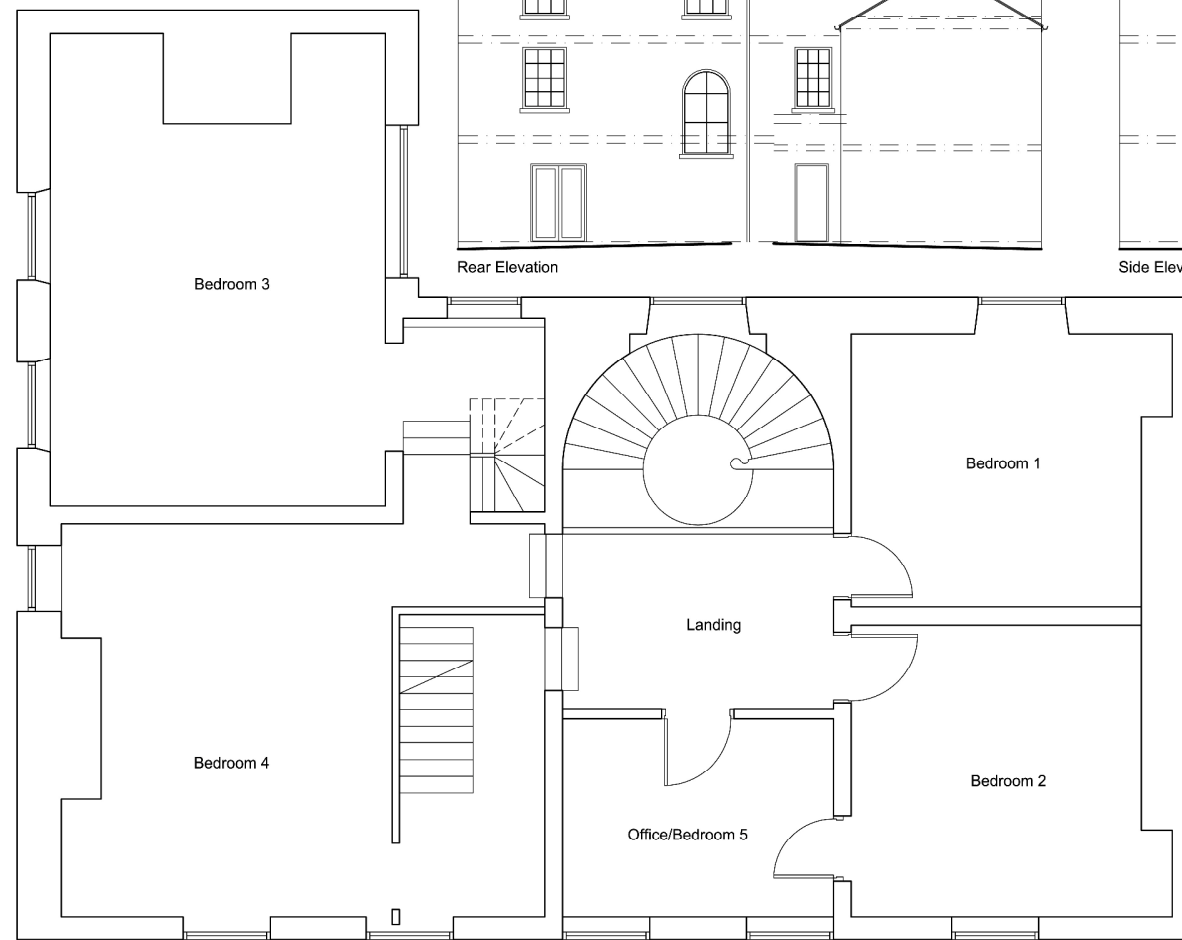 Rear Elevation
Side Elev
Bedroom 3
Bedroom 1
Landing
Bedroom 4
Bedroom 2
Office/Bedroom 5